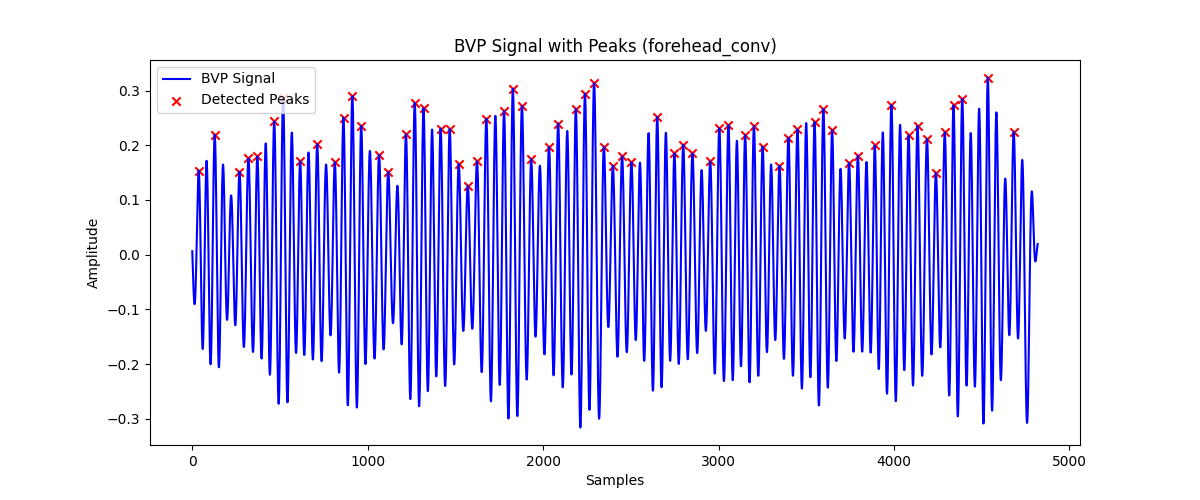 BVP Signal with Peaks (forehead_conv)
BVP Signal
Detected Peaks
0.3
0.2
0.1
0.0
−0.1
−0.2
−0.3
Amplitude
0 1000 2000 3000 4000 5000
Samples